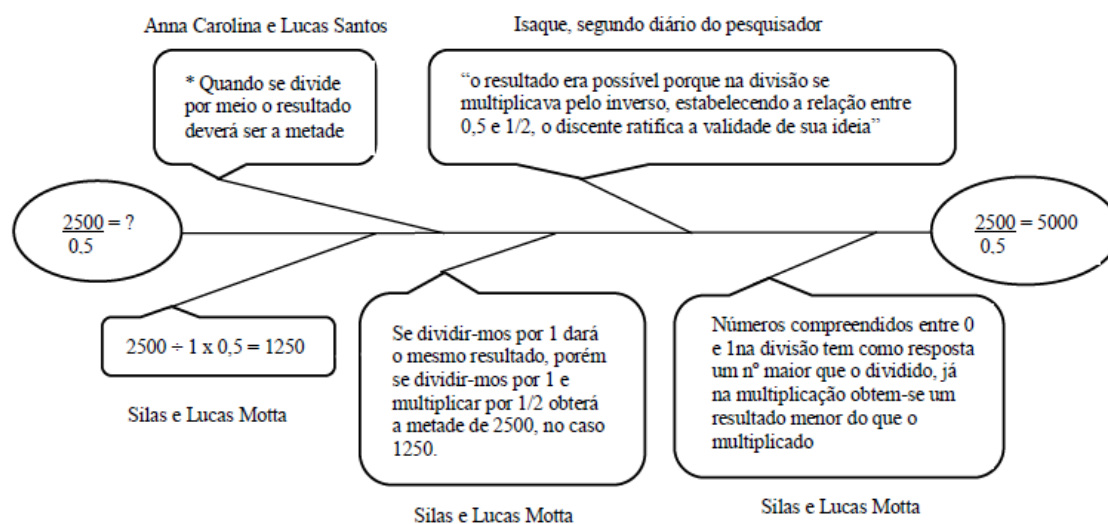 Anna Carolina e Lucas Santos
* Quando se divide
por meio o resultado
deverá ser a metade
Isaque, segundo diário do pesquisador
“o resultado era possível porque na divisão se
multiplicava pelo inverso, estabelecendo a relação entre
0,5 e 1/2, o discente ratifica a validade de sua ideia”
2500 = ?
0.5
2500 = 5000
0.5
2500 ÷ 1 x 0,5 = 1250
Silas e Lucas Motta
Se dividir-mos por 1 dará
o mesmo resultado, porém
se dividir-mos por 1 e
multiplicar por 1/2 obterá
a metade de 2500, no caso
1250.
Silas e Lucas Motta
Números compreendidos entre 0
e 1na divisão tem como resposta
um nº maior que o dividido, já
na multiplicação obtem-se um
resultado menor do que o
multiplicado
Silas e Lucas Motta